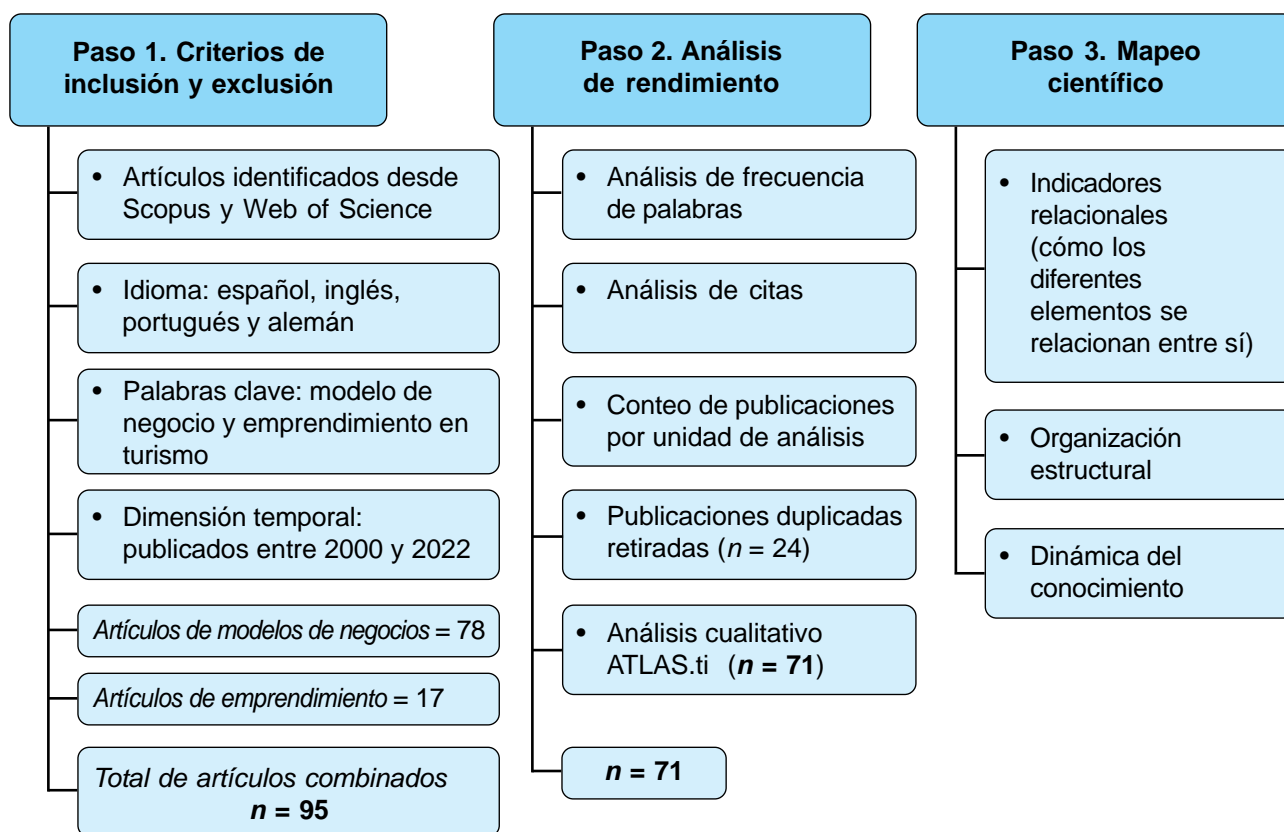 Paso 1. Criterios de
inclusión y exclusión
• Artículos identificados desde
Scopus y Web of Science
• Idioma: español, inglés,
portugués y alemán
• Palabras clave: modelo de
negocio y emprendimiento en
turismo
• Dimensión temporal:
publicados entre 2000 y 2022
Artículos de modelos de negocios = 78
Artículos de emprendimiento = 17
Total de artículos combinados
n = 95
Paso 2. Análisis
de rendimiento
• Análisis de frecuencia
de palabras
• Análisis de citas
• Conteo de publicaciones
por unidad de análisis
• Publicaciones duplicadas
retiradas (n = 24)
• Análisis cualitativo
ATLAS.ti (n = 71)
n = 71
Paso 3. Mapeo
científico
• Indicadores
relacionales
(cómo los
diferentes
elementos se
relacionan entre sí)
• Organización
estructural
• Dinámica del
conocimiento